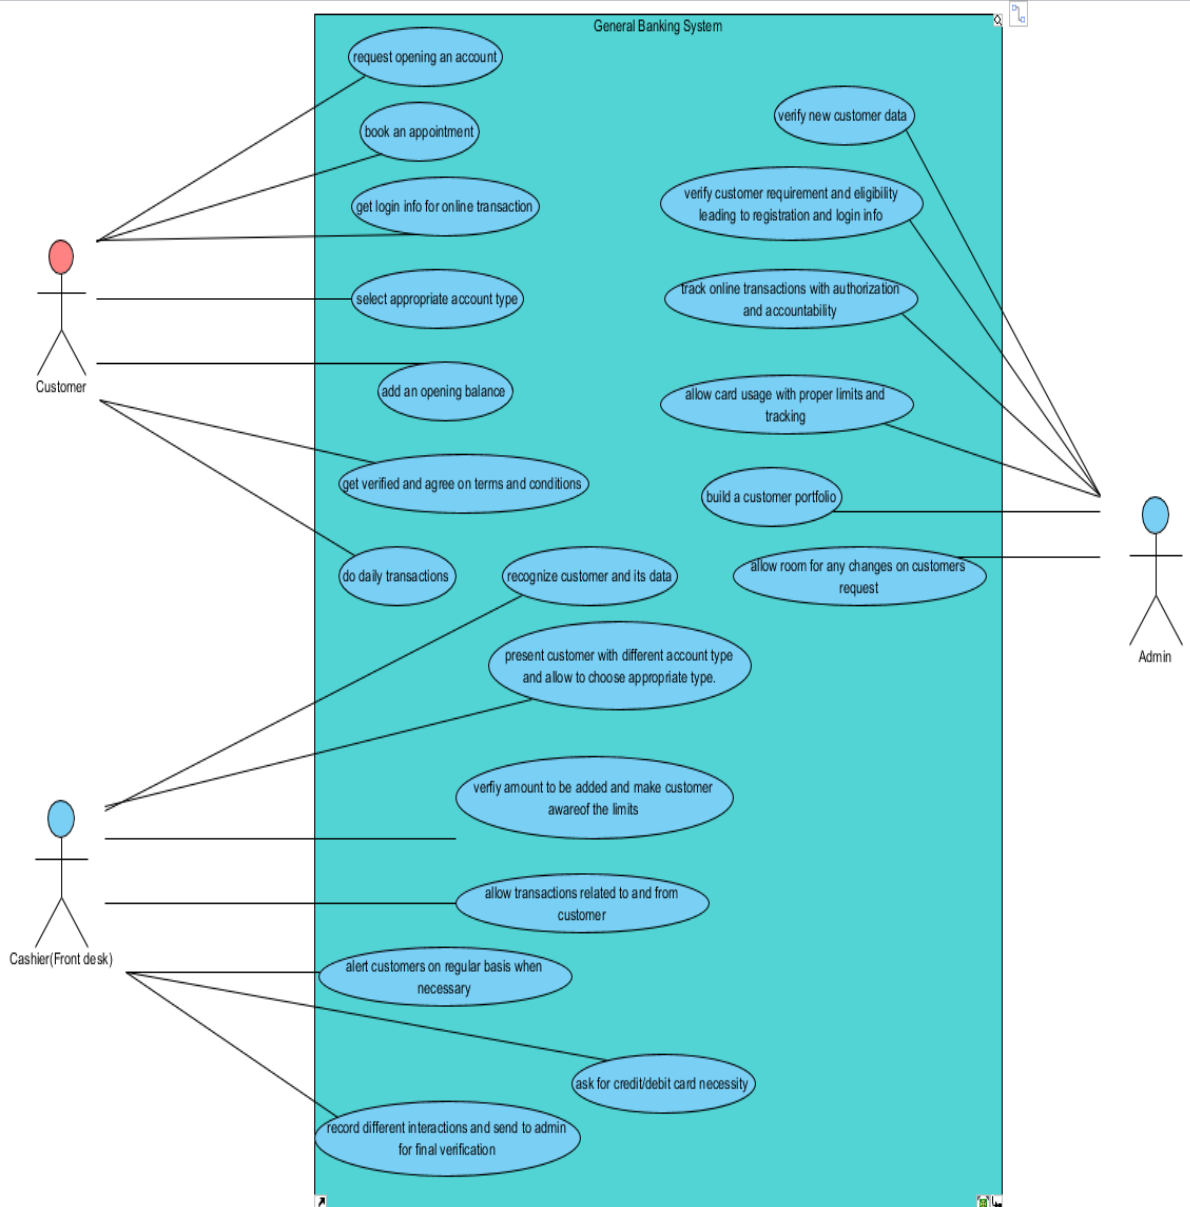 General Banking System
request opening an account
book an appointment
get login info for online transaction
select appropriate account type
add an opening balance
get verified and agree on terms and conditions
do daily transactions
Customer
verify new customer data
verify customer requirement and eligibility
leading to registration and login info
track online transactions with authorization
and accountability
allow card usage with proper limits and
tracking
build a customer portfolio
allow room for any changes on customers
request
Admin
recognize customer and its data
present customer with different account type
and allow to choose appropriate type.
verfiy amount to be added and make customer
awareof the limits
allow transactions related to and from
customer
alert customers on regular basis when
necessary
ask for credit/debit card necessity
record different interactions and send to admin
for final verification
Cashier(Front desk)